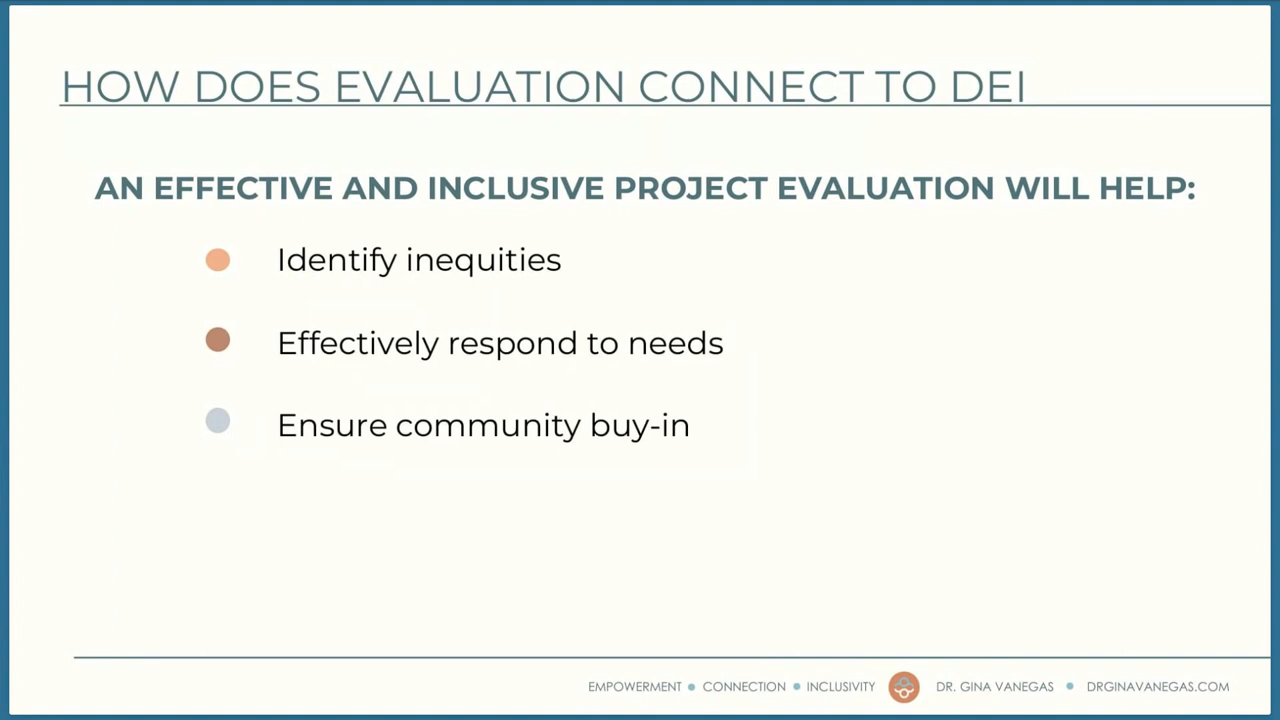 HOW DOES EVALUATION CONNECT TO DEI
AN EFFECTIVE AND INCLUSIVE PROJECT EVALUATION WILL HELP:
Identify inequities
Effectively respond to needs
Ensure community buy-in
EMPOWERMENT • CONNECTION • INCLUSIVITY DR. GINA VANEGAS • DRGINAVANEGAS.COM